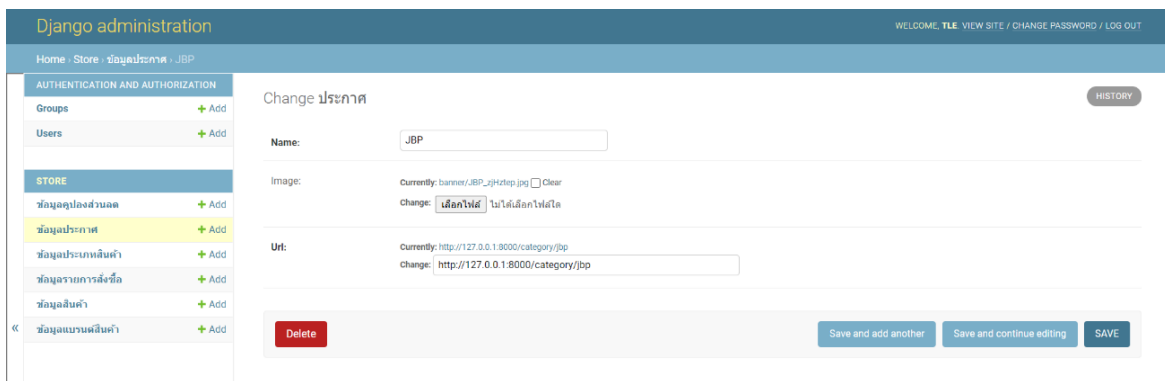 Django administration
WELCOME, TLE. VIEW SITE / CHANGE PASSWORD / LOG OUT
Home › Store › ข้อมูลประกาศ › JBP
AUTHENTICATION AND AUTHORIZATION
Groups + Add
Users + Add
STORE
ข้อมูลคูปองส่วนลด + Add
ข้อมูลประกาศ + Add
ข้อมูลประเภทสินค้า + Add
ข้อมูลรายการสั่งซื้อ + Add
ข้อมูลสินค้า + Add
« ข้อมูลแบรนด์สินค้า + Add
Change ประกาศ
HISTORY
Name: JBP
Image: Currently: banner/JBP_zjHztep.jpg Clear
Change: เลือกไฟล์ ไม่ได้เลือกไฟล์ใด
Url: Currently: http://127.0.0.1:8000/category/jbp
Change: http://127.0.0.1:8000/category/jbp
Delete Save and add another Save and continue editing SAVE